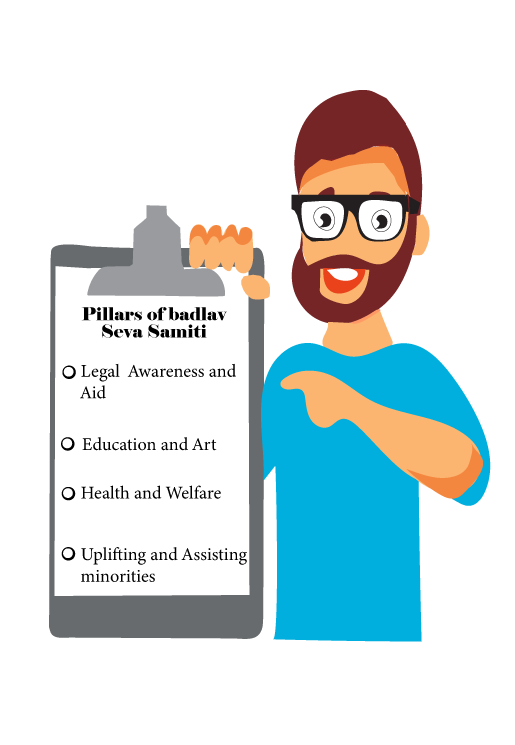 Pillars of badlav
Seva Samiti
Legal Awareness and
Aid
Education and Art
Health and Welfare
Uplifting and Assisting
minorities